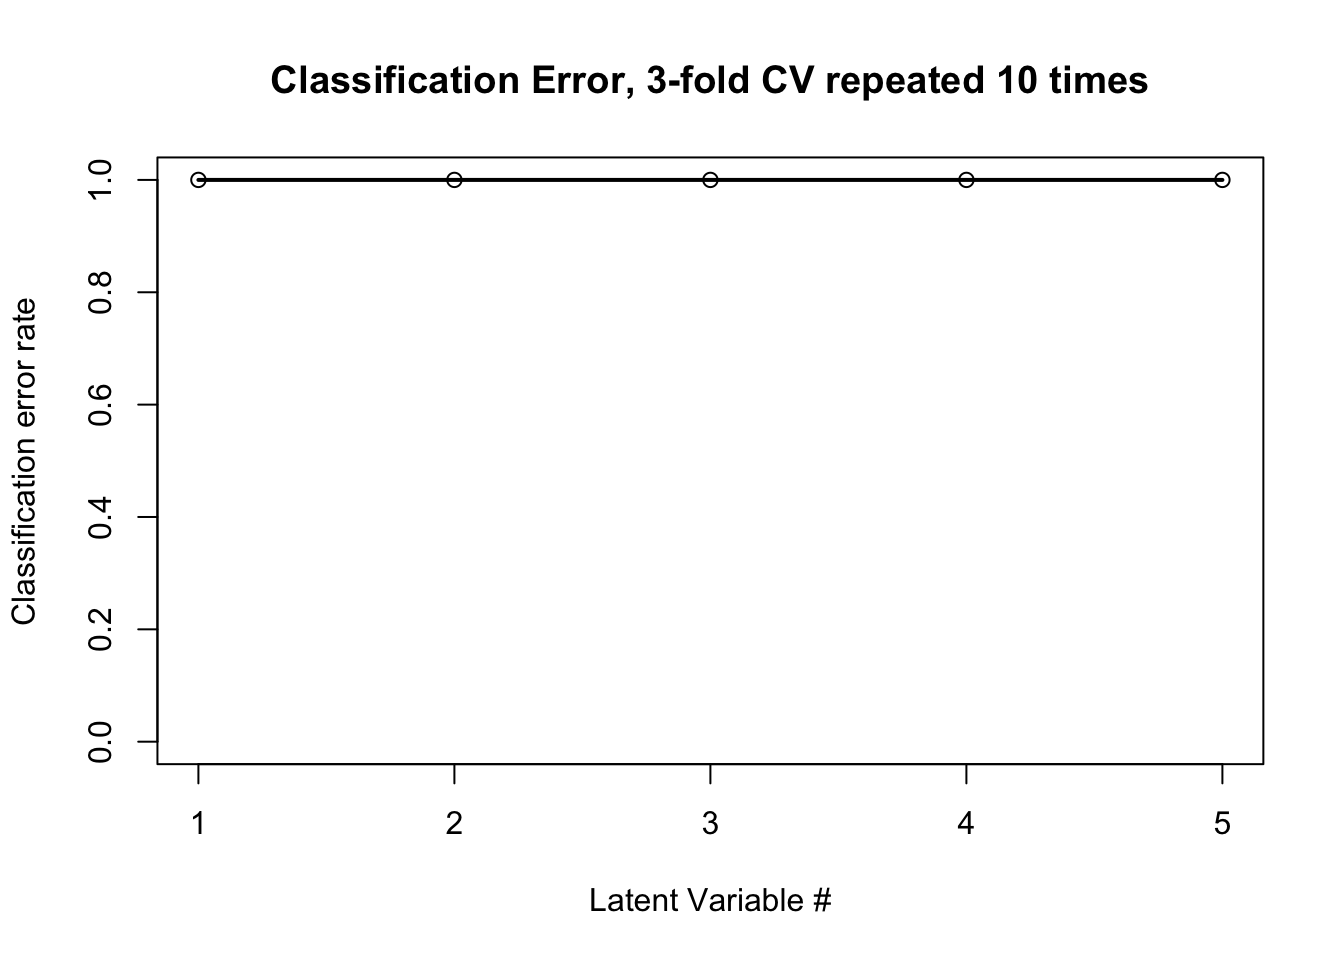 Classification Error, 3-fold CV repeated 10 times
Classification error rate
1.0
0.8
0.6
0.4
0.2
0.0
1 2 3 4 5
Latent Variable #